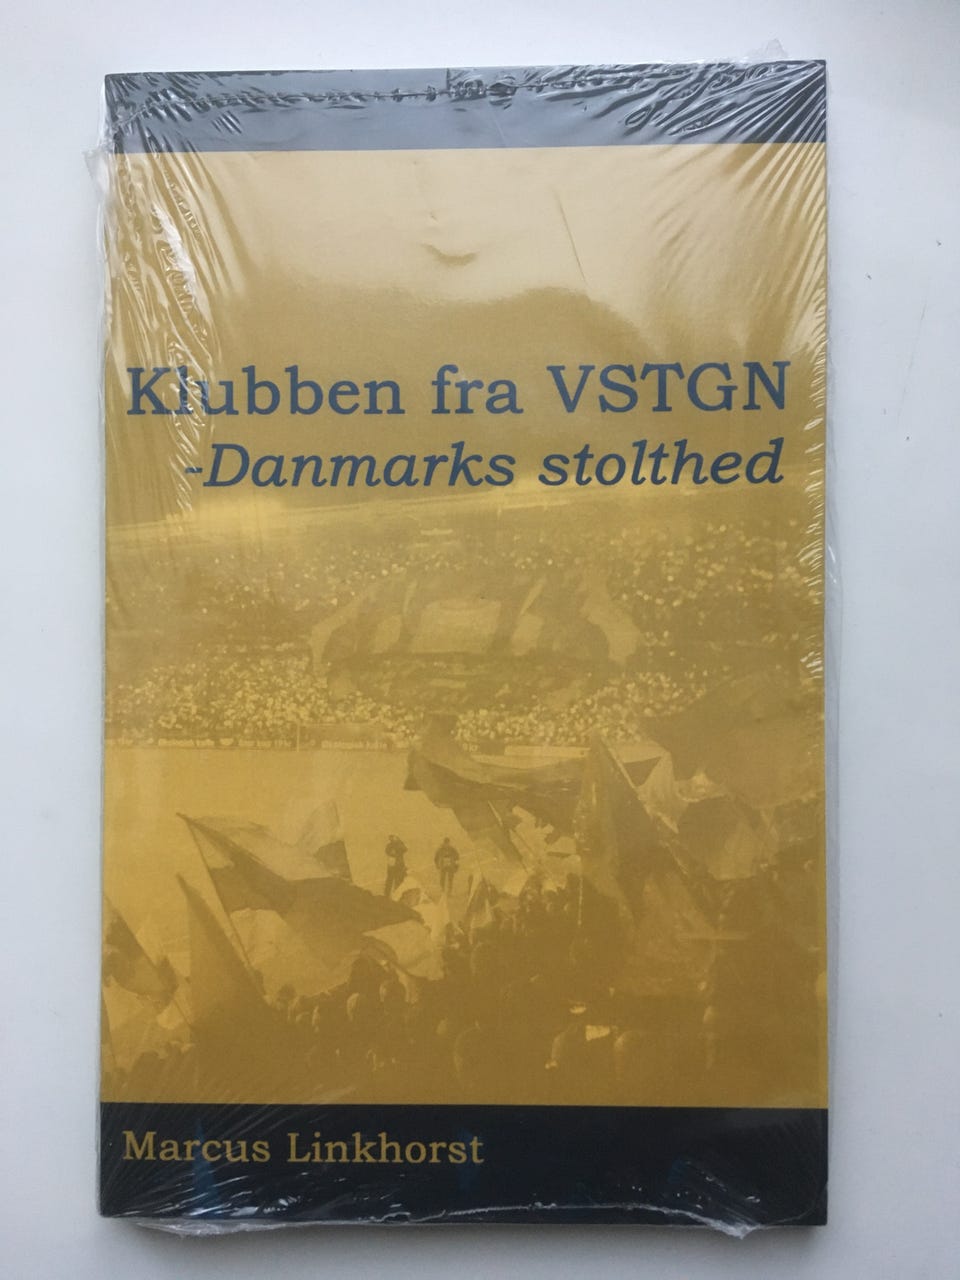 Klubben fra VSTGN
-Danmarks stolthed
Marcus Linkhorst